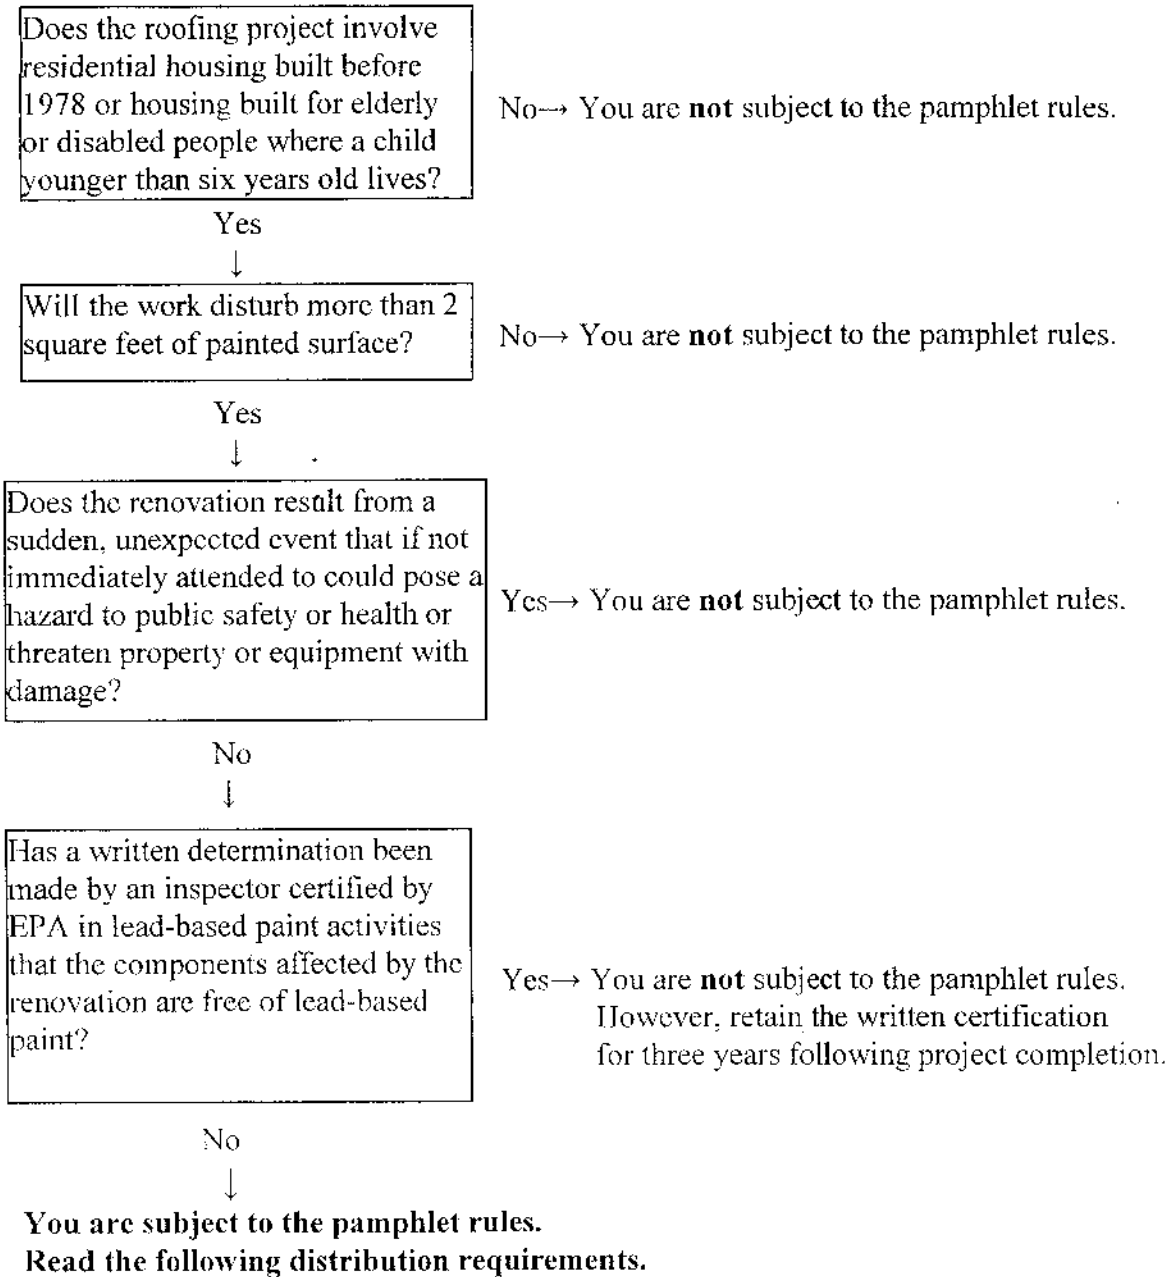 Does the roofing project involve
residential housing built before
1978 or housing built for elderly
or disabled people where a child
younger than six years old lives?
No→ You are not subject to the pamphlet rules.
Yes
↓
Will the work disturb more than 2
square feet of painted surface?
No→ You are not subject to the pamphlet rules.
Yes
↓
Does the renovation result from a
sudden, unexpected event that if not
immediately attended to could pose a
hazard to public safety or health or
threaten property or equipment with
damage?
Yes→ You are not subject to the pamphlet rules.
No
↓
Has a written determination been
made by an inspector certified by
EPA in lead-based paint activities
that the components affected by the
renovation are free of lead-based
paint?
Yes→ You are not subject to the pamphlet rules.
However, retain the written certification
for three years following project completion.
No
↓
You are subject to the pamphlet rules.
Read the following distribution requirements.